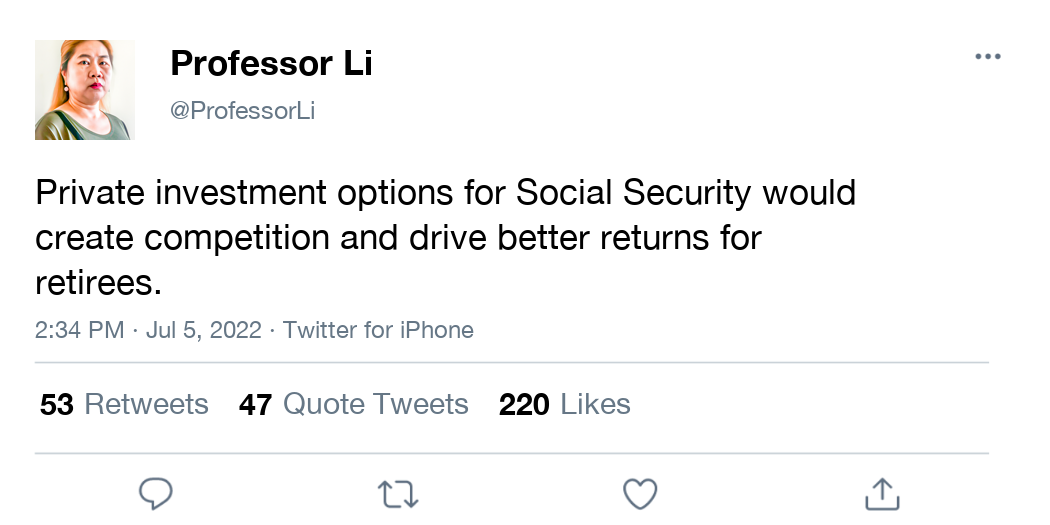 Professor Li
@ProfessorLi
Private investment options for Social Security would
create competition and drive better returns for
retirees.
2:34 PM · Jul 5, 2022 · Twitter for iPhone
53 Retweets 47 Quote Tweets 220 Likes